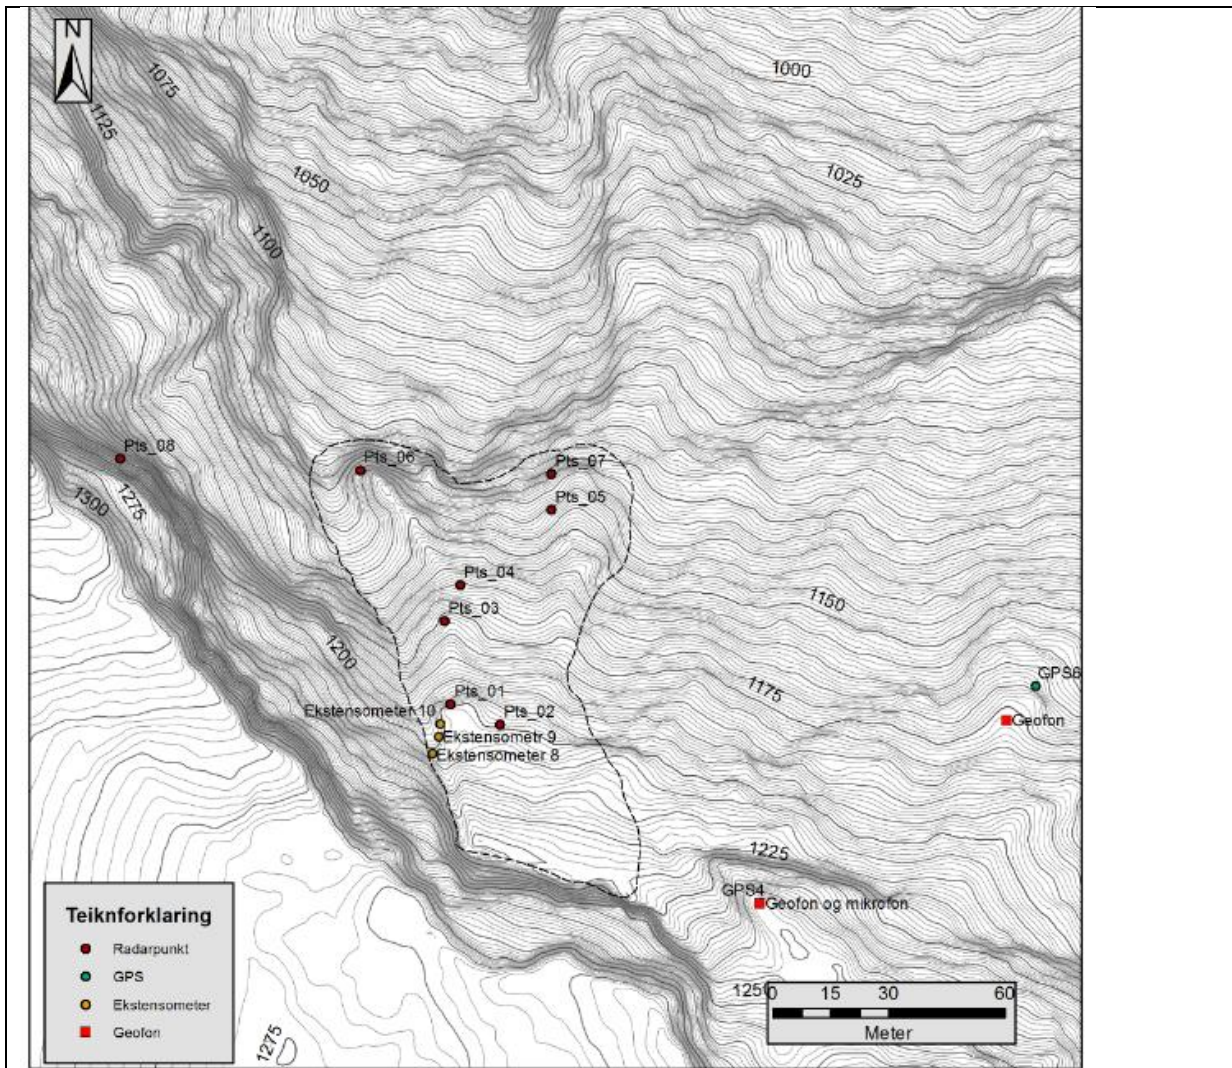 N
1075
1125
1000
1050
1025
1100
Pts_08
Pts_06
Pts_07
1300
1275
Pts_05
Pts_04
1150
Pts_03
1200
GPS6
1175
Pts_01
Ekstensometer 10
Pts_02
Geofon
Ekstensometr 9
Ekstensometer 8
1225
GPS4
Geofon og mikrofon
Teiknforklaring
Radarpunkt
GPS
Ekstensometer
Geofon
1250
0 15 30 60
Meter
1275